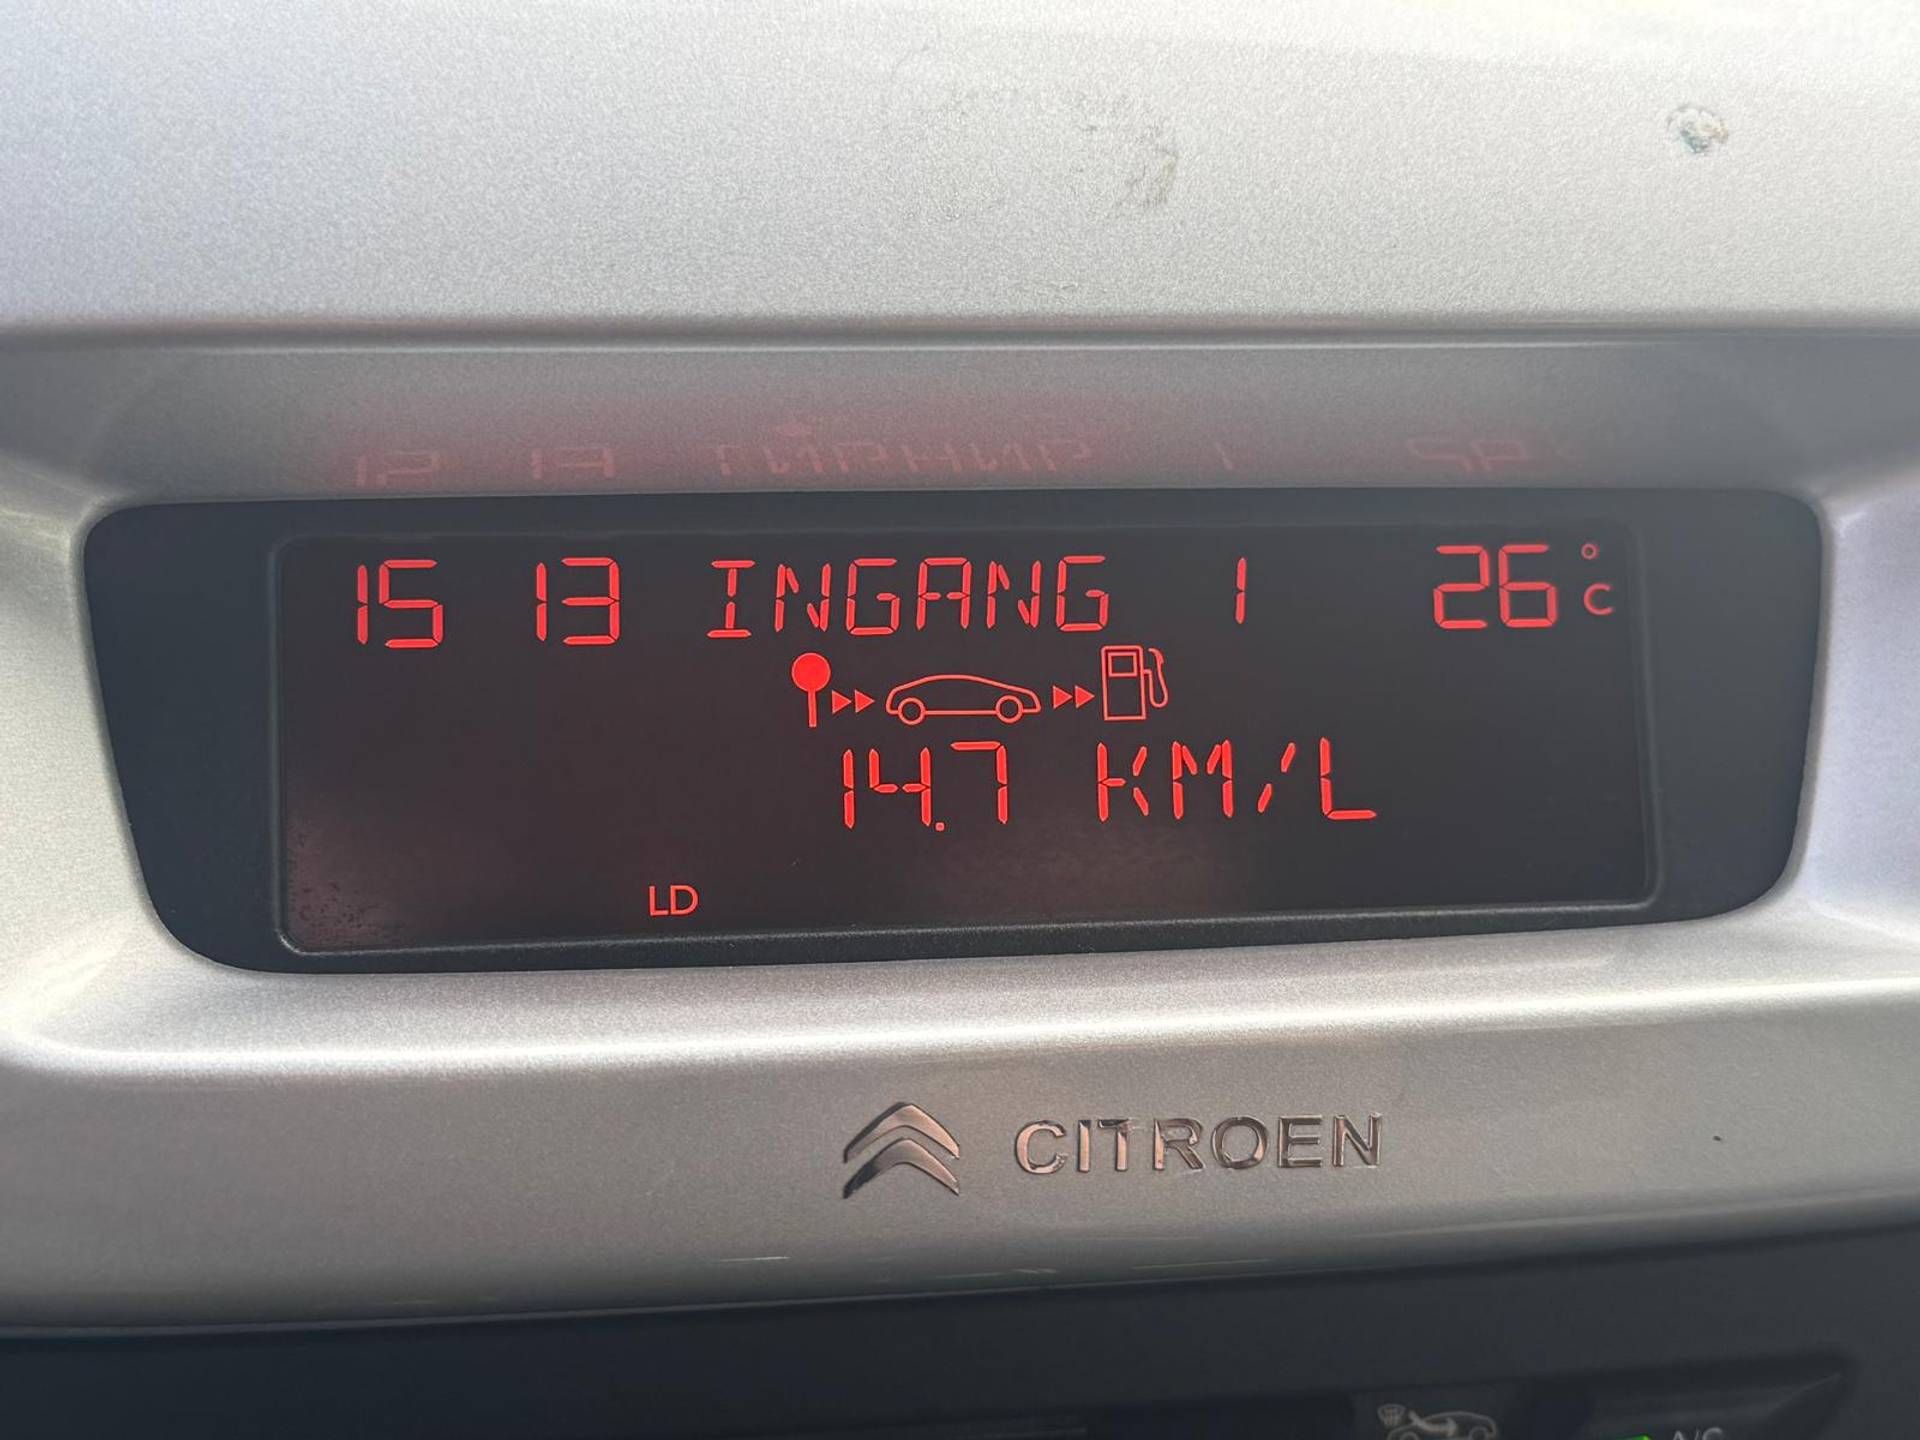 15 13 INGANG 1 26 °C
14.7 KM/L
LD
CITROEN
A/C